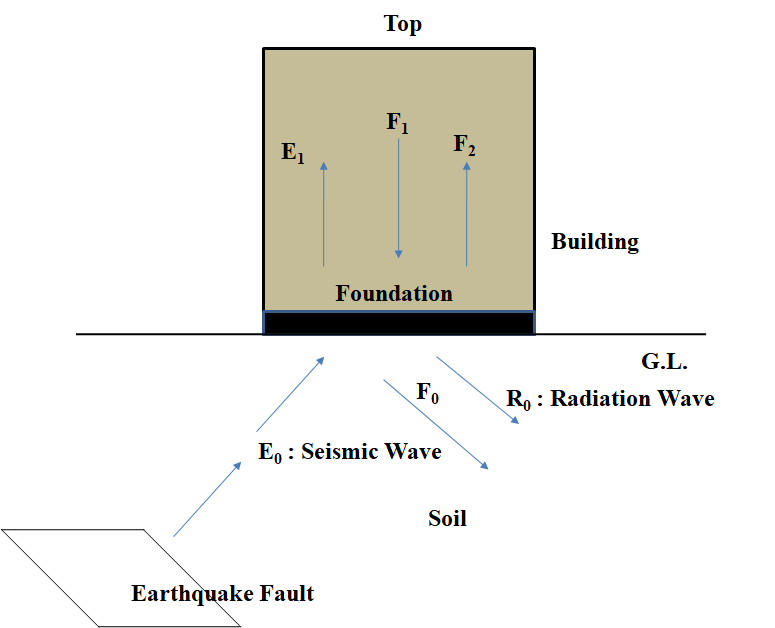 Top
F₁
E₁
F₂
Building
Foundation
G.L.
F₀
R₀ : Radiation Wave
E₀ : Seismic Wave
Soil
Earthquake Fault